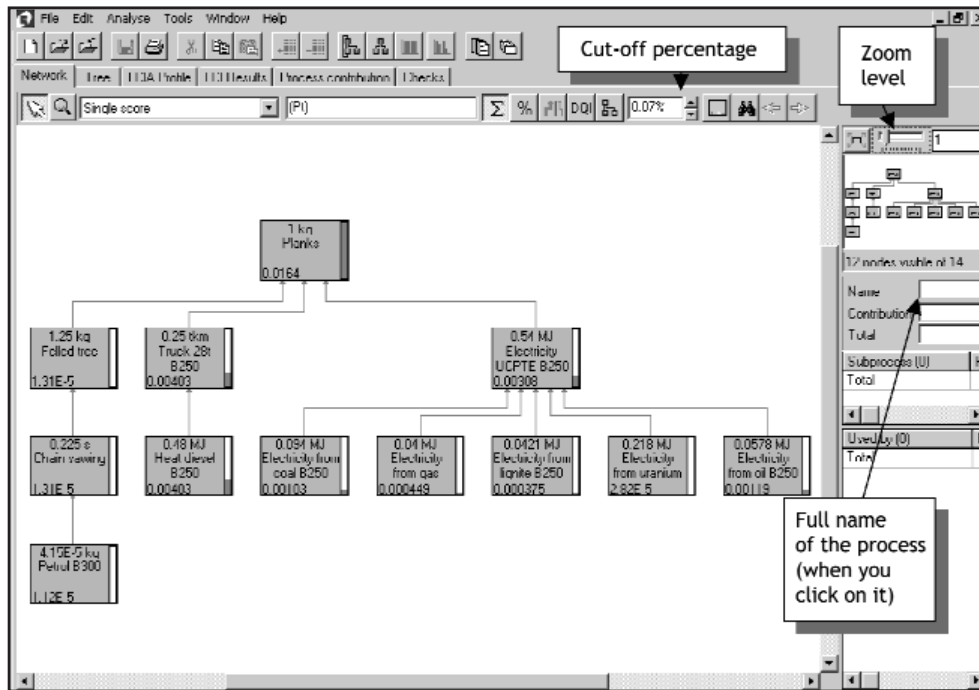 File Edit Analyse Tools Window Help
Cut-off percentage
Zoom
level
Network Tree LCIA Profile LCI Results Process contribution Checks
Single score (Pt) Σ % DQI 0.07% 1
1 kg
Planks
0.0164
12 nodes visible of 14
Name
Contribution
Total
1.25 kg
Felled tree
1.31E-5
0.25 tkm
Truck 28t
B250
0.00403
0.54 MJ
Electricity
UCPTE B250
0.00308
Subprocess (0)
Total
0.225 s
Chain sawing
1.31E-5
0.48 MJ
Heat diesel
B250
0.00403
0.094 MJ
Electricity from
coal B250
0.00103
0.04 MJ
Electricity
from gas
0.000449
0.0421 MJ
Electricity from
lignite B250
0.000375
0.218 MJ
Electricity
from uranium
2.82E-5
0.0578 MJ
Electricity
from oil B250
0.00119
Used by (0)
Total
Full name
of the process
(when you
click on it)
4.15E-5 kg
Petrol B300
1.12E-5